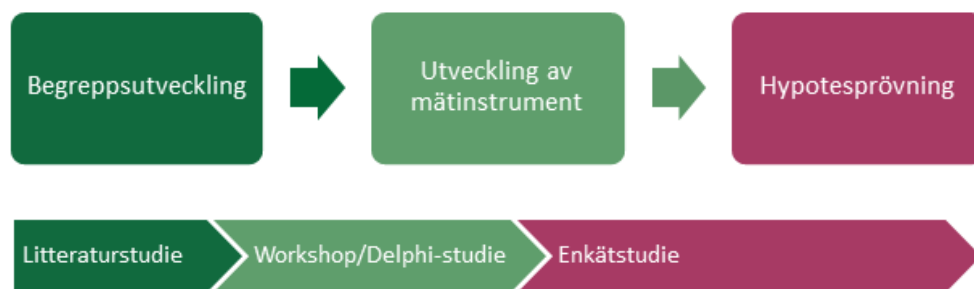 Begreppsutveckling
Utveckling av
mätinstrument
Hypotesprövning
Litteraturstudie
Workshop/Delphi-studie
Enkätstudie